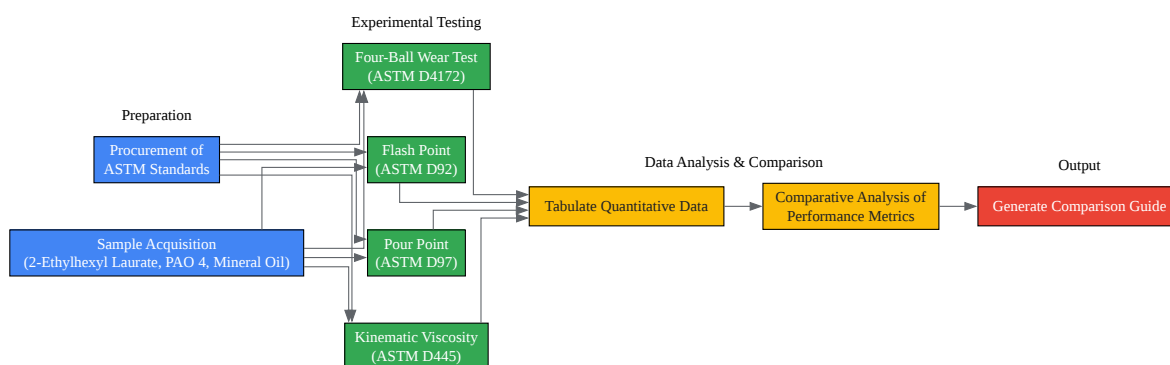 Experimental Testing
Four-Ball Wear Test
(ASTM D4172)
Preparation
Procurement of
ASTM Standards
Flash Point
(ASTM D92)
Data Analysis & Comparison
Output
Tabulate Quantitative Data
Comparative Analysis of
Performance Metrics
Generate Comparison Guide
Sample Acquisition
(2-Ethylhexyl Laurate, PAO 4, Mineral Oil)
Pour Point
(ASTM D97)
Kinematic Viscosity
(ASTM D445)